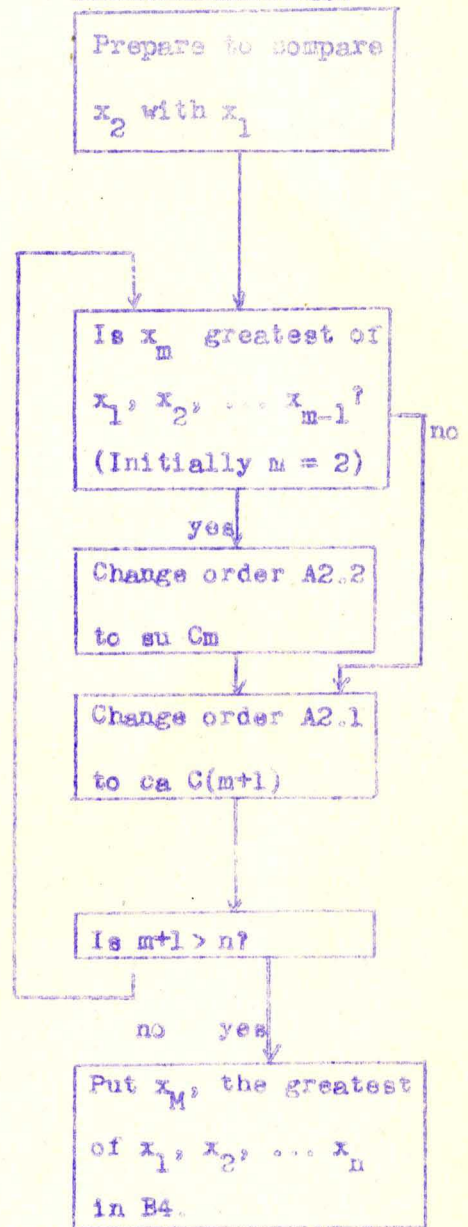 Prepare to compare
x₂ with x₁
Is xₘ greatest of
x₁, x₂, ... xₘ₋₁?
(Initially m = 2)
no
yes
Change order A2.2
to su Cm
Change order A2.1
to ca C(m+1)
Is m+1 > n?
no yes
Put x_M, the greatest
of x₁, x₂, ... xₙ
in B4.